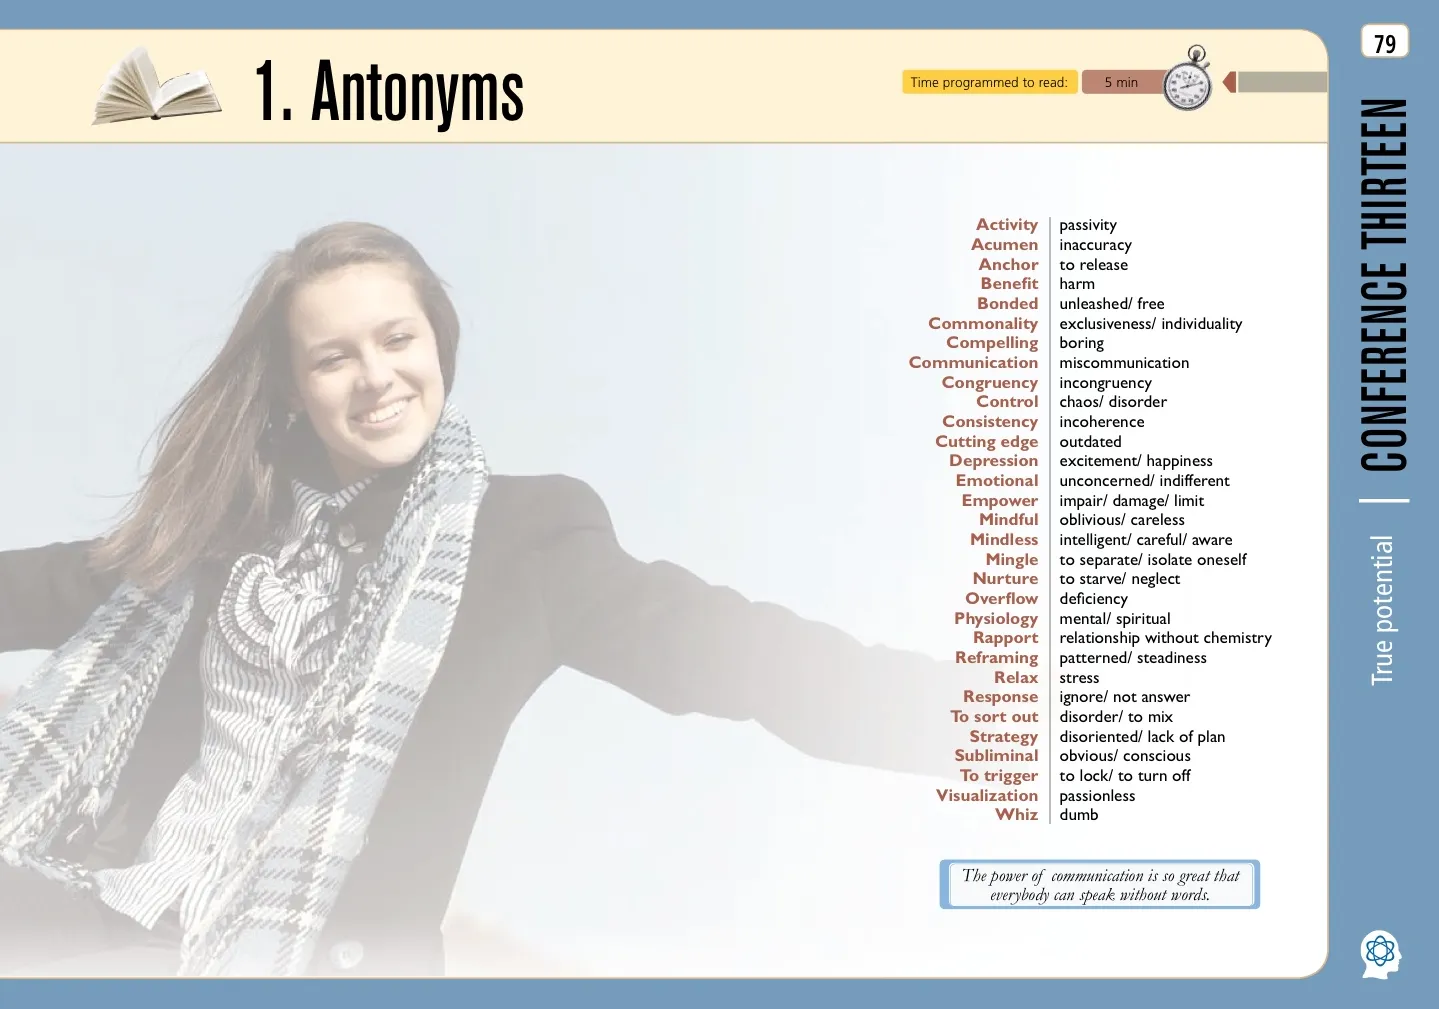 1. Antonyms
Time programmed to read:
5 min
79
CONFERENCE THIRTEEN
True potential
Activity passivity
Acumen inaccuracy
Anchor to release
Benefit harm
Bonded unleashed/ free
Commonality exclusiveness/ individuality
Compelling boring
Communication miscommunication
Congruency incongruency
Control chaos/ disorder
Consistency incoherence
Cutting edge outdated
Depression excitement/ happiness
Emotional unconcerned/ indifferent
Empower impair/ damage/ limit
Mindful oblivious/ careless
Mindless intelligent/ careful/ aware
Mingle to separate/ isolate oneself
Nurture to starve/ neglect
Overflow deficiency
Physiology mental/ spiritual
Rapport relationship without chemistry
Reframing patterned/ steadiness
Relax stress
Response ignore/ not answer
To sort out disorder/ to mix
Strategy disoriented/ lack of plan
Subliminal obvious/ conscious
To trigger to lock/ to turn off
Visualization passionless
Whiz dumb
The power of communication is so great that
everybody can speak without words.